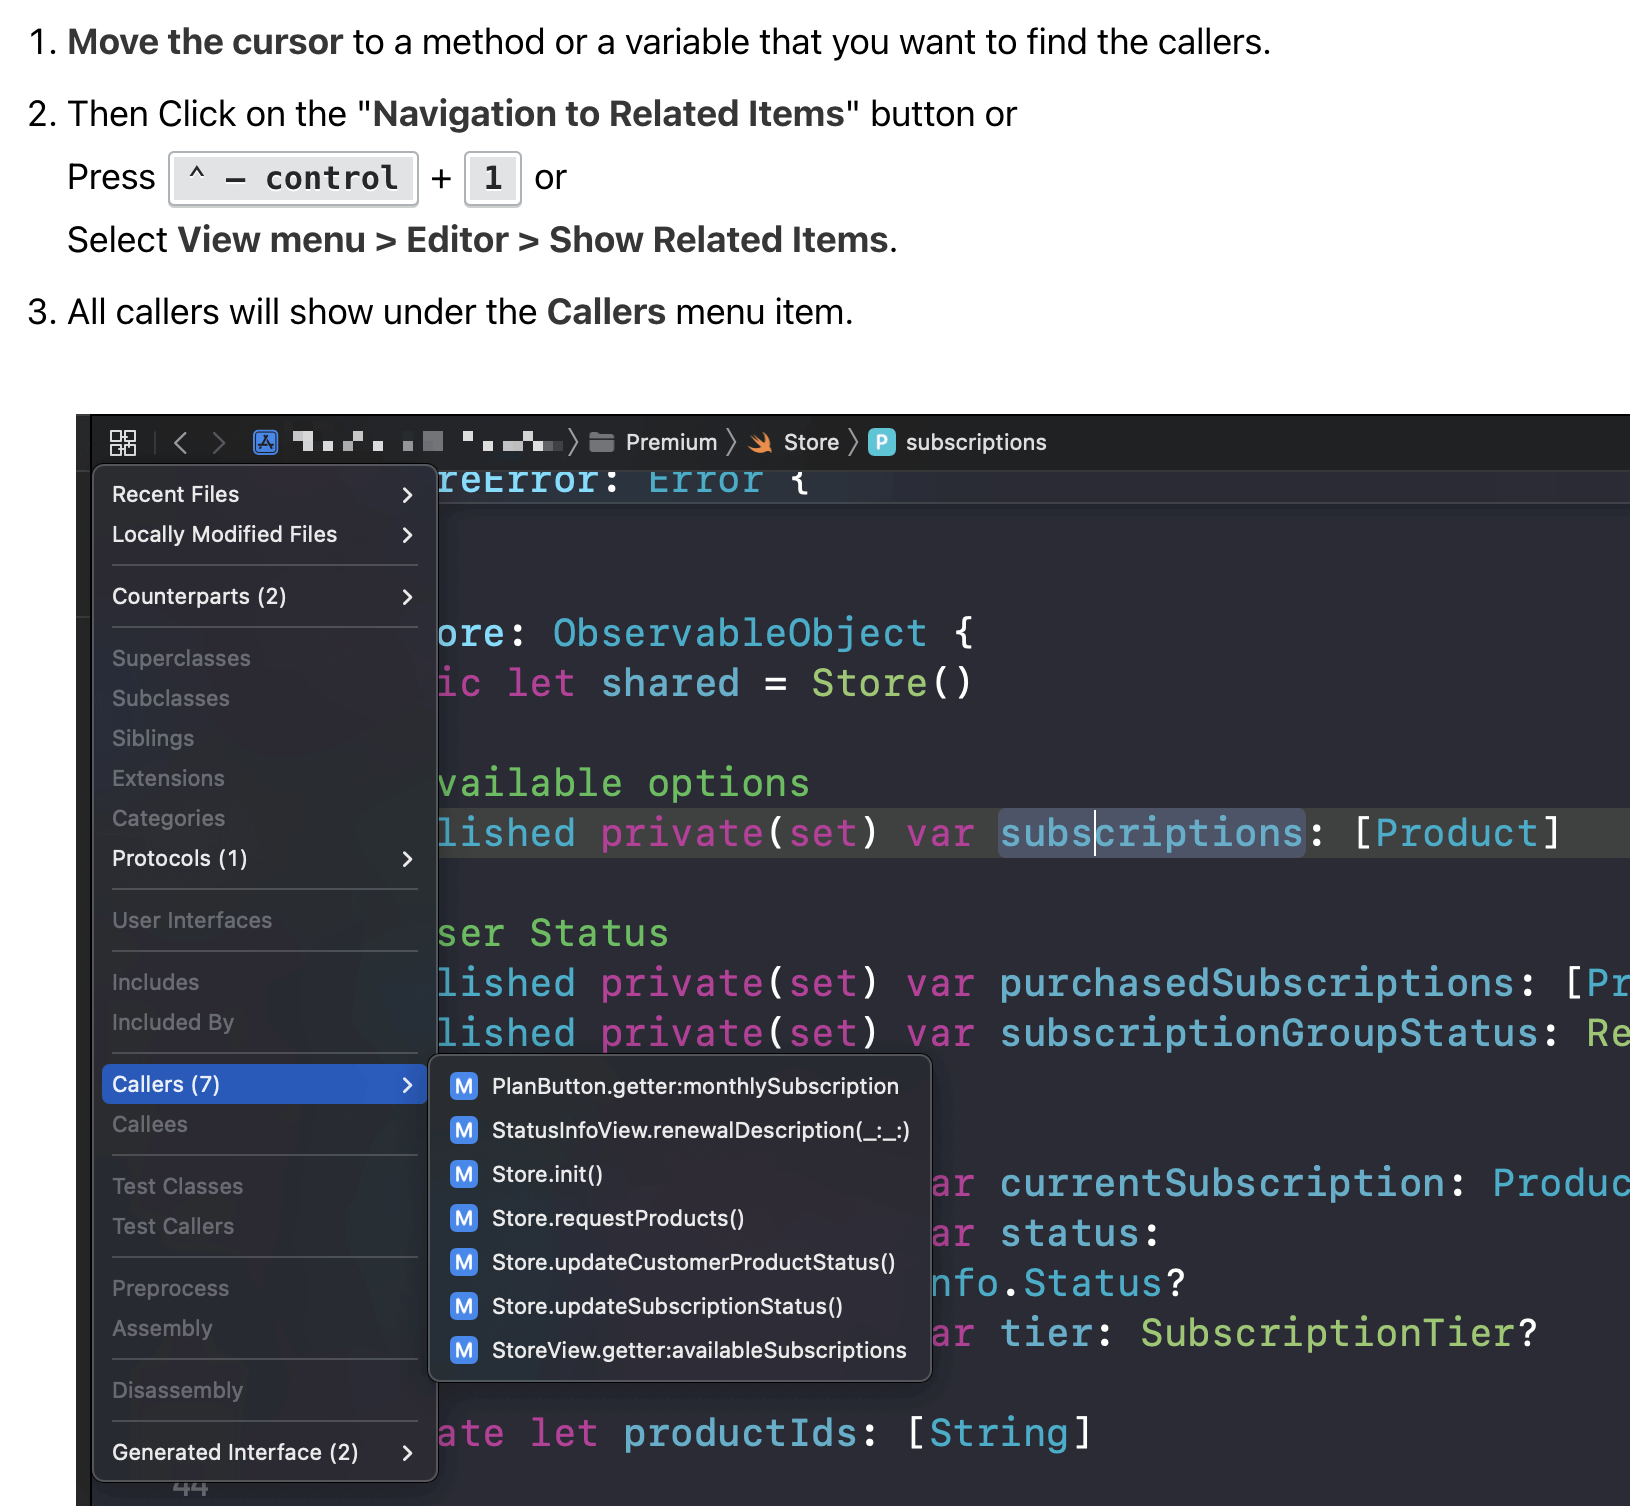 1. Move the cursor to a method or a variable that you want to find the callers.
2. Then Click on the "Navigation to Related Items" button or
Press ^ – control + 1 or
Select View menu > Editor > Show Related Items.
3. All callers will show under the Callers menu item.
Premium 〉 Store 〉 P subscriptions
reError: Error {
Recent Files
Locally Modified Files
Counterparts (2)
ore: ObservableObject {
Superclasses
ic let shared = Store()
Subclasses
Siblings
Extensions
vailable options
Categories
lished private(set) var subscriptions: [Product]
Protocols (1)
User Interfaces
ser Status
Includes
lished private(set) var purchasedSubscriptions: [Pr
Included By
lished private(set) var subscriptionGroupStatus: Re
Callers (7)
M PlanButton.getter:monthlySubscription
Callees
M StatusInfoView.renewalDescription(_:_:)
M Store.init()
Test Classes
ar currentSubscription: Produc
M Store.requestProducts()
Test Callers
ar status:
M Store.updateCustomerProductStatus()
Preprocess
nfo.Status?
M Store.updateSubscriptionStatus()
Assembly
ar tier: SubscriptionTier?
M StoreView.getter:availableSubscriptions
Disassembly
ate let productIds: [String]
Generated Interface (2)
44